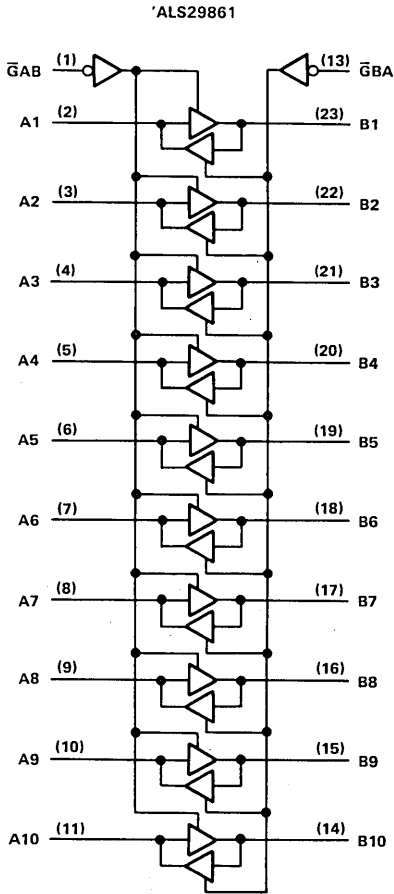 'ALS29861
G̅AB (1) (13) G̅BA
A1 (2) (23) B1
A2 (3) (22) B2
A3 (4) (21) B3
A4 (5) (20) B4
A5 (6) (19) B5
A6 (7) (18) B6
A7 (8) (17) B7
A8 (9) (16) B8
A9 (10) (15) B9
A10 (11) (14) B10